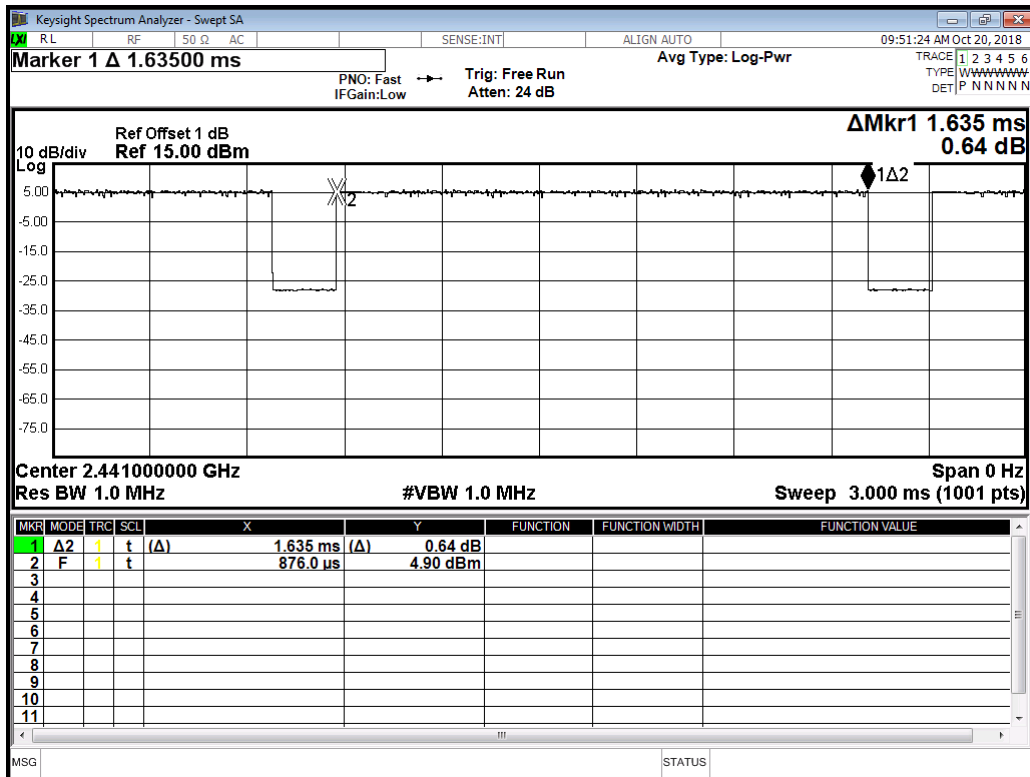 Keysight Spectrum Analyzer - Swept SA
LXI RL RF 50 Ω AC SENSE:INT ALIGN AUTO 09:51:24 AM Oct 20, 2018
Marker 1 Δ 1.63500 ms
PNO: Fast Trig: Free Run Avg Type: Log-Pwr TRACE 1 2 3 4 5 6
IFGain:Low Atten: 24 dB TYPE WWWWWW
DET P N N N N N
ΔMkr1 1.635 ms
0.64 dB
Ref Offset 1 dB
10 dB/div Ref 15.00 dBm
Log
1Δ2
5.00
2
-5.00
-15.0
-25.0
-35.0
-45.0
-55.0
-65.0
-75.0
Center 2.441000000 GHz Span 0 Hz
Res BW 1.0 MHz #VBW 1.0 MHz Sweep 3.000 ms (1001 pts)
MKR MODE TRC SCL X Y FUNCTION FUNCTION WIDTH FUNCTION VALUE
1 Δ2 1 t (Δ) 1.635 ms (Δ) 0.64 dB
2 F 1 t 876.0 µs 4.90 dBm
3
4
5
6
7
8
9
10
11
MSG STATUS